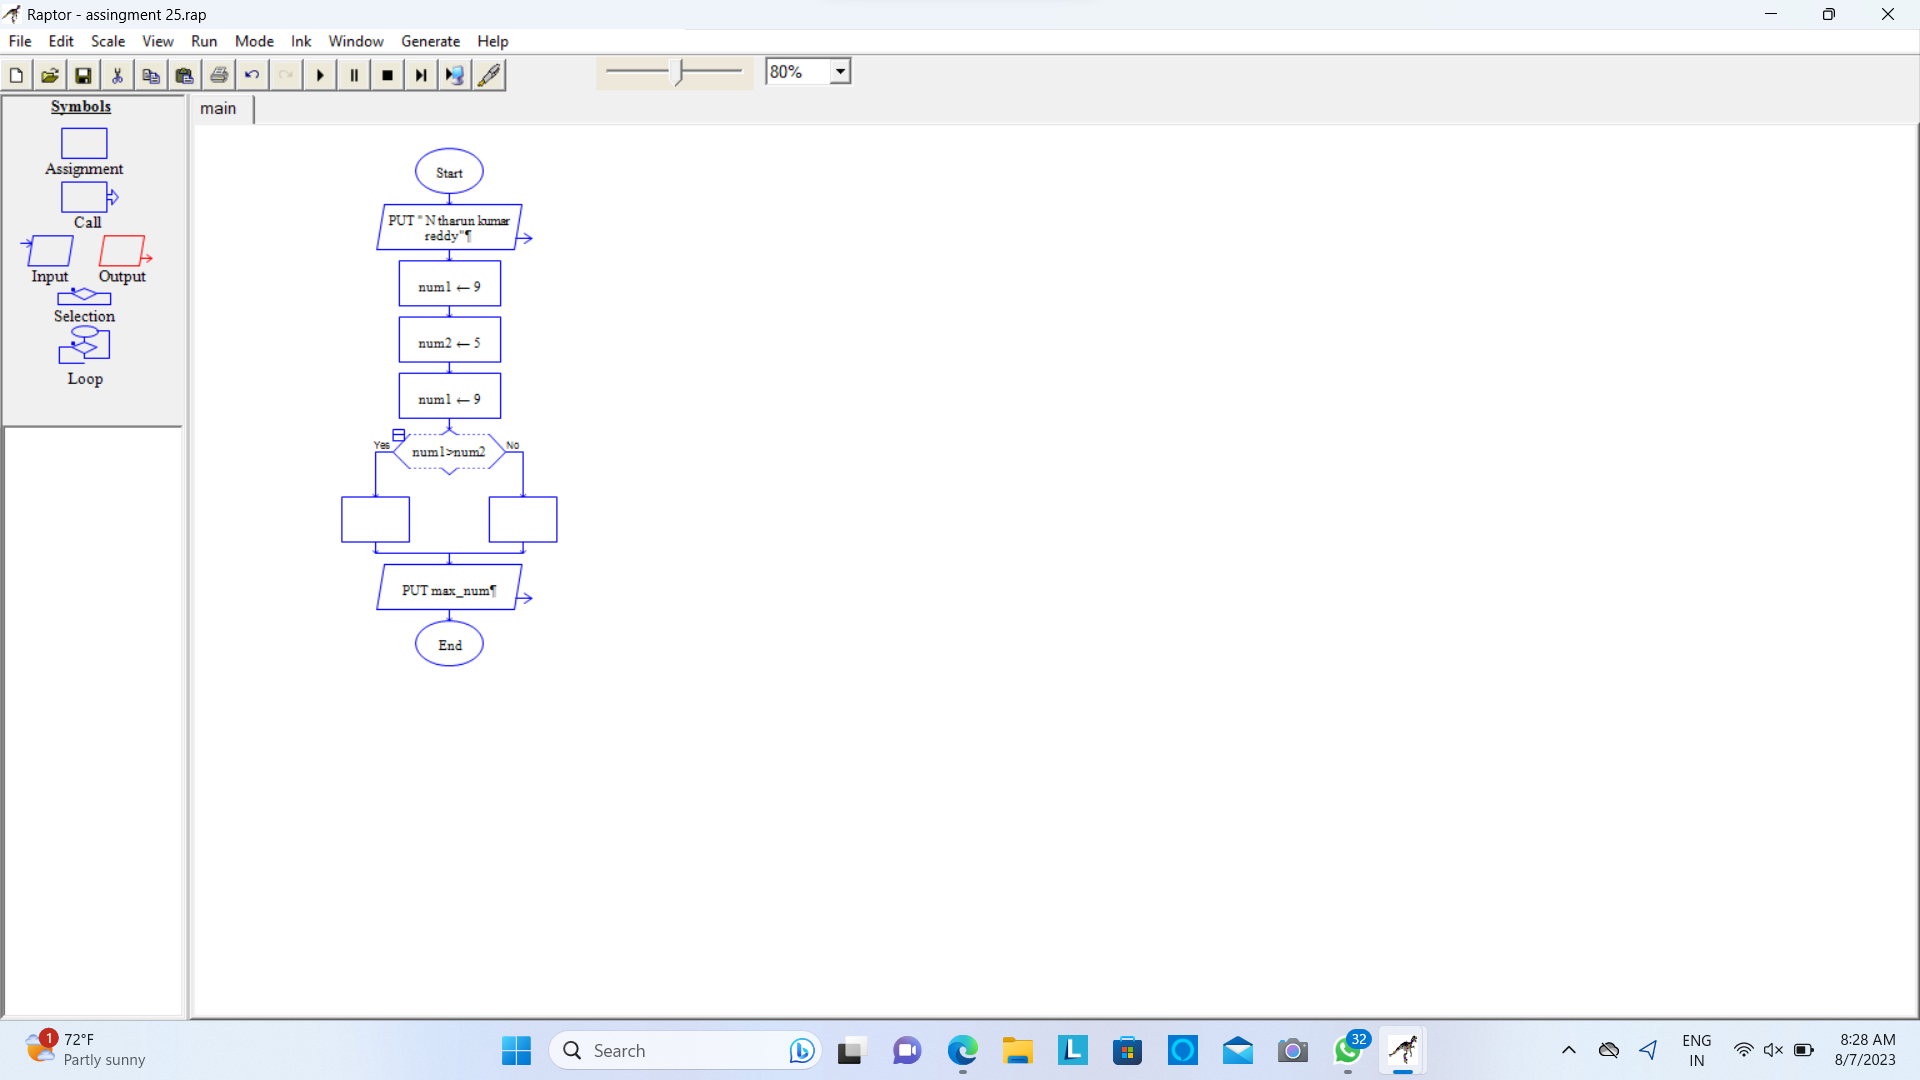 Raptor - assingment 25.rap
File Edit Scale View Run Mode Ink Window Generate Help
80%
Symbols
main
Assignment
Call
Input Output
Selection
Loop
Start
PUT " N tharun kumar
reddy"¶
num1 ← 9
num2 ← 5
num1 ← 9
Yes num1>num2 No
PUT max_num¶
End
1
72°F
Partly sunny
Search
L
32
ENG
IN
8:28 AM
8/7/2023